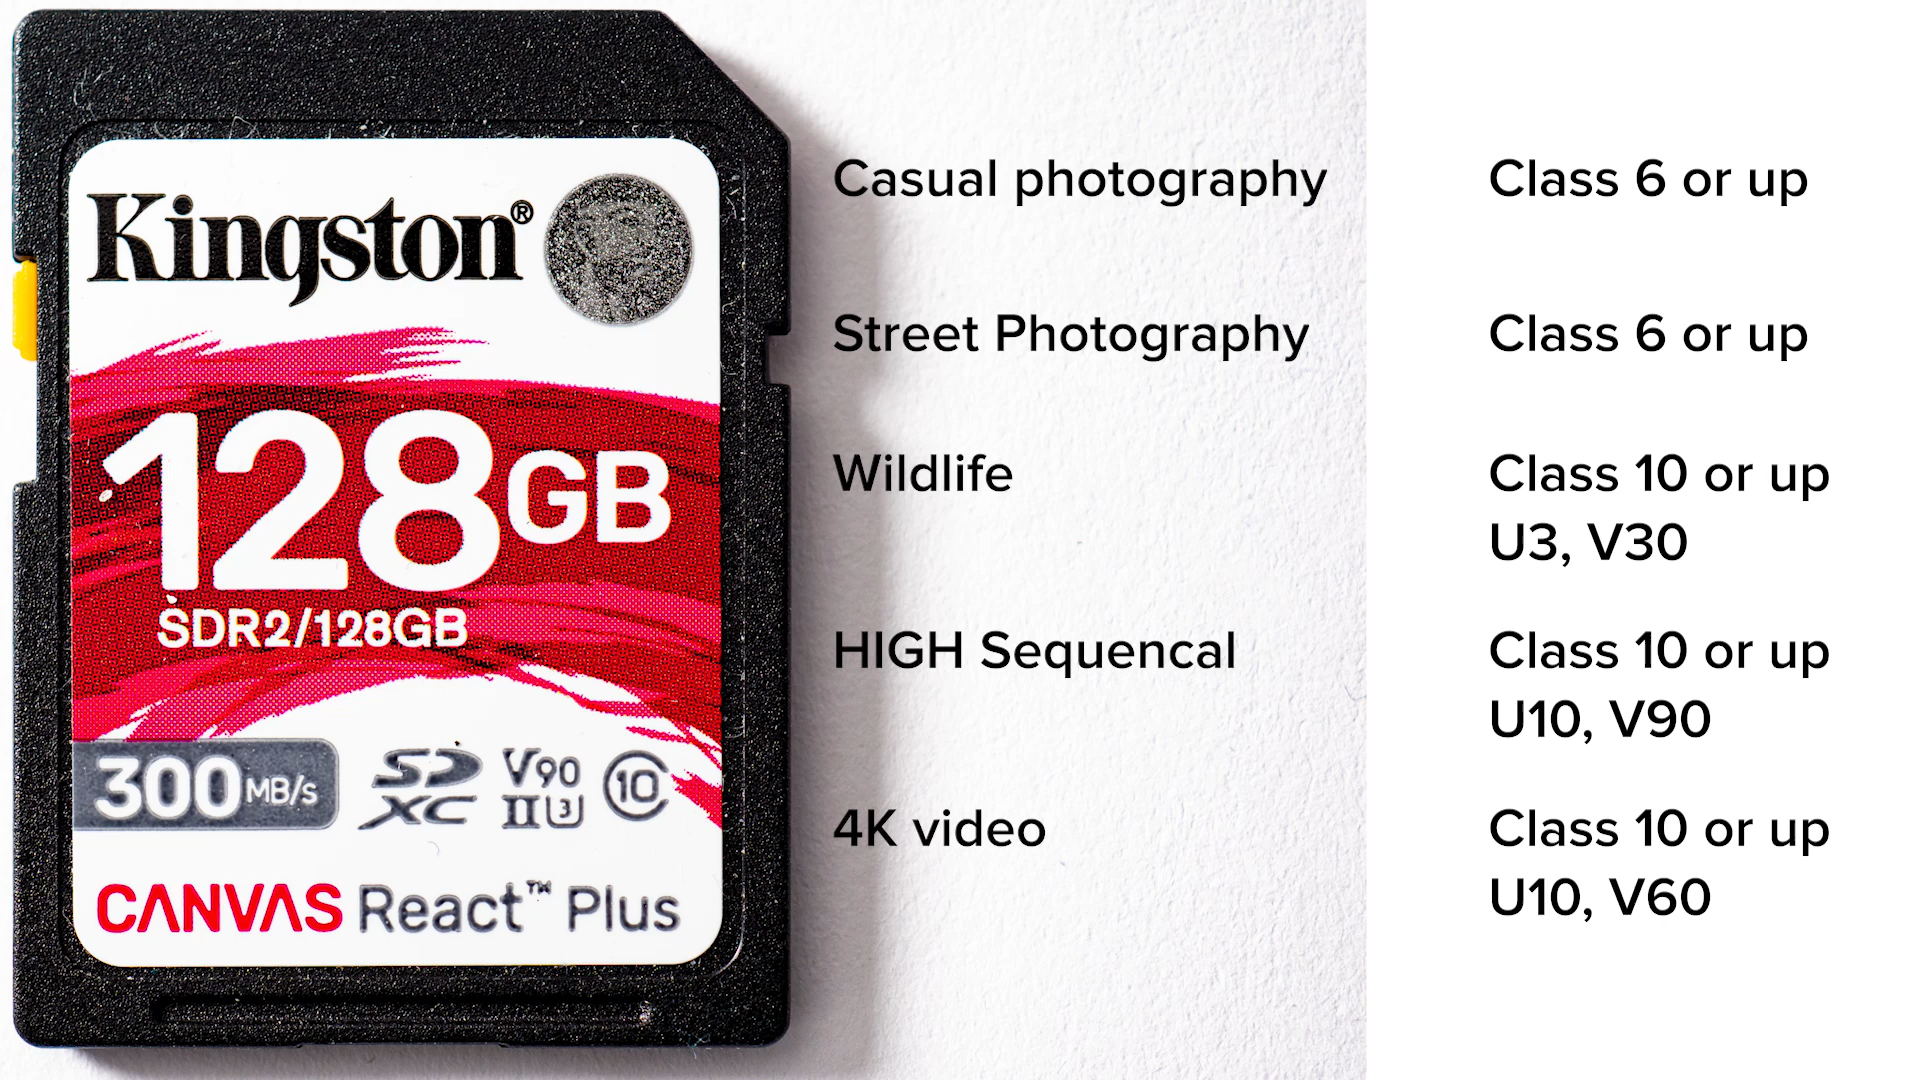 Kingston®
128GB
SDR2/128GB
300MB/s
SD
XC
V90
II U3
10
CANVAS React™ Plus
Casual photography Class 6 or up
Street Photography Class 6 or up
Wildlife Class 10 or up
U3, V30
HIGH Sequencal Class 10 or up
U10, V90
4K video Class 10 or up
U10, V60